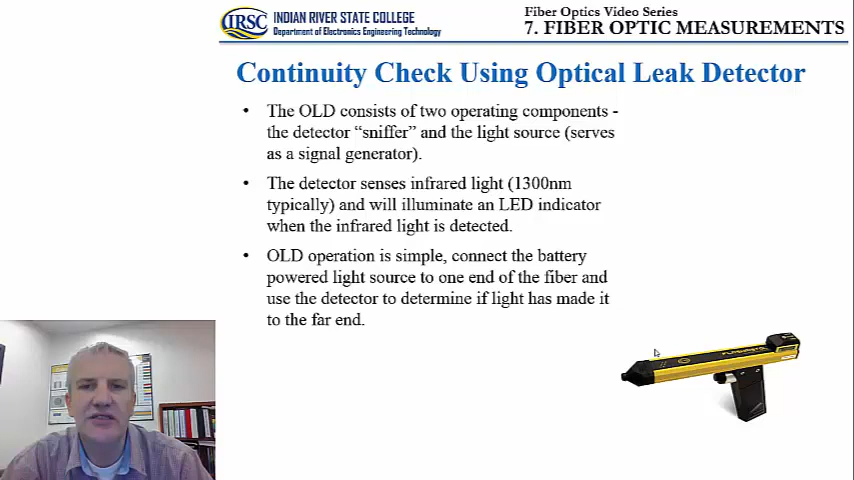 IRSC
INDIAN RIVER STATE COLLEGE
Department of Electronics Engineering Technology
Fiber Optics Video Series
7. FIBER OPTIC MEASUREMENTS
Continuity Check Using Optical Leak Detector
• The OLD consists of two operating components -
the detector “sniffer” and the light source (serves
as a signal generator).
• The detector senses infrared light (1300nm
typically) and will illuminate an LED indicator
when the infrared light is detected.
• OLD operation is simple, connect the battery
powered light source to one end of the fiber and
use the detector to determine if light has made it
to the far end.